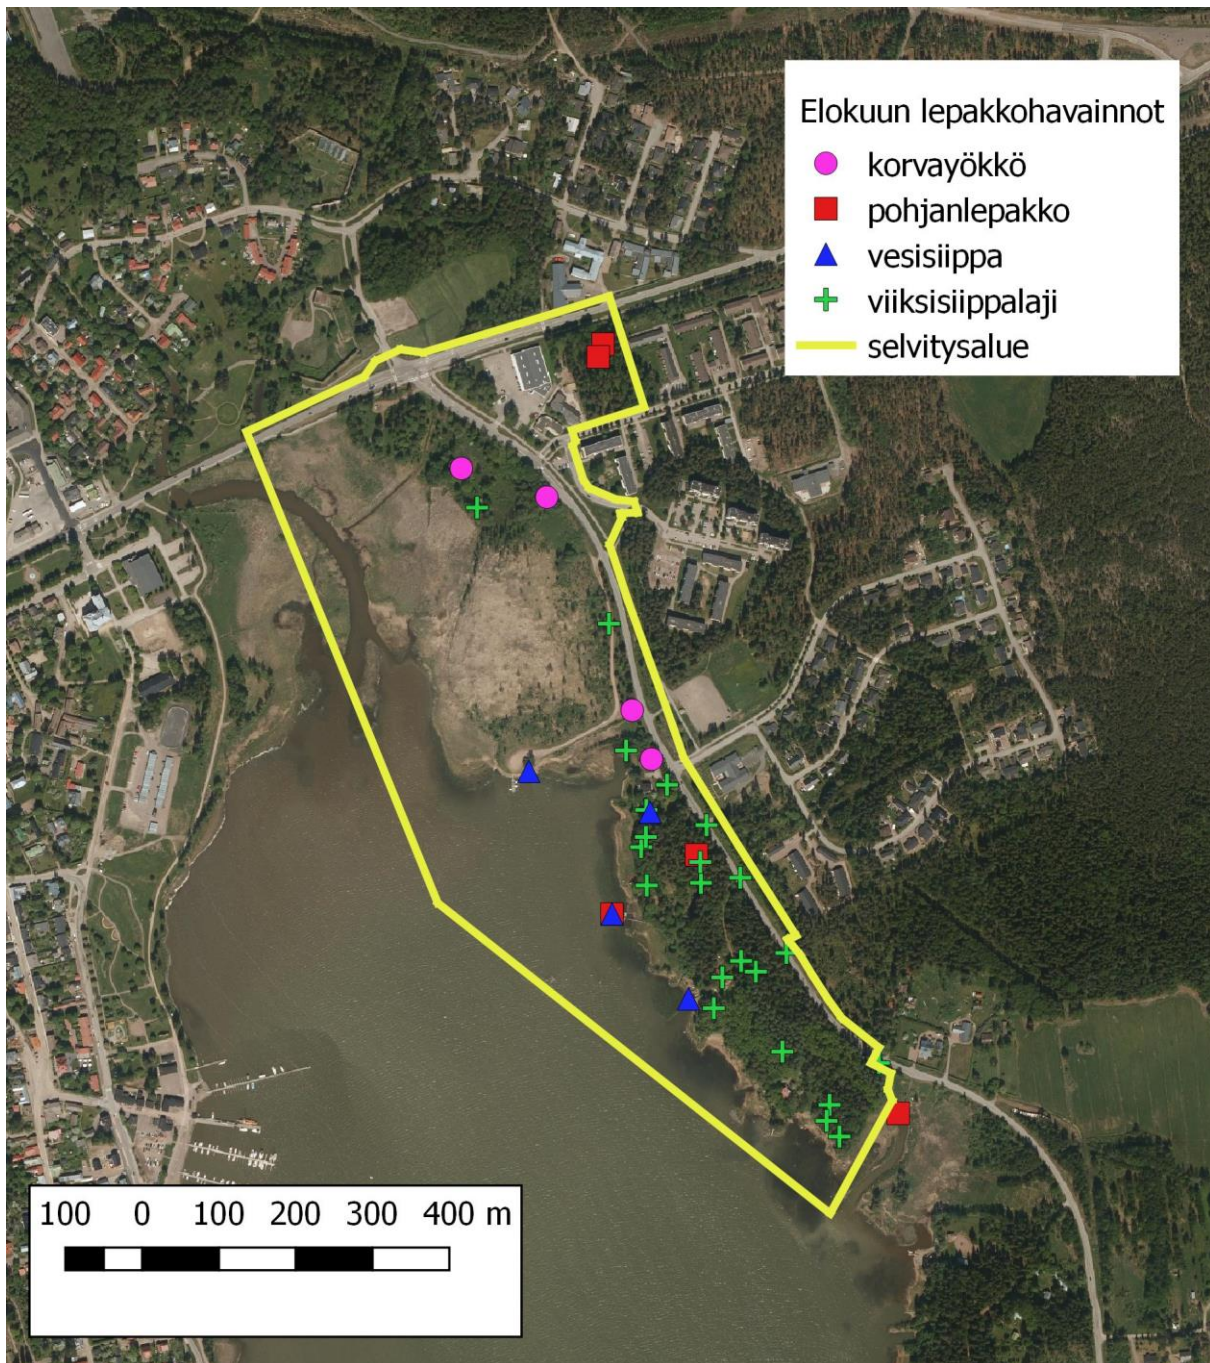 Elokuun lepakkohavainnot
korvayökkö
pohjanlepakko
vesisiippa
viiksisiippalaji
selvitysalue
100 0 100 200 300 400 m